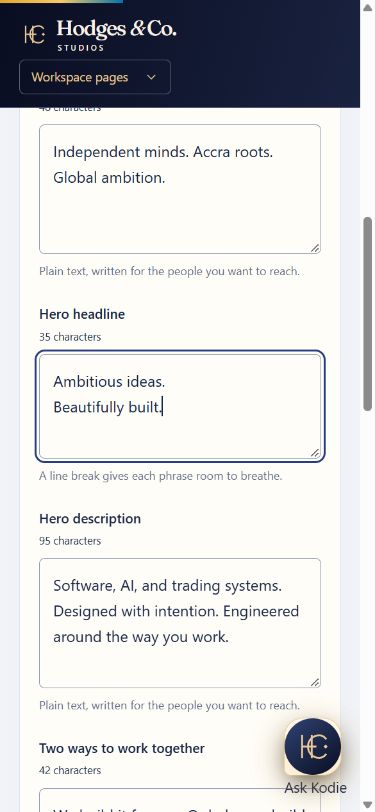 Hodges & Co.
STUDIOS
Workspace pages
Independent minds. Accra roots.
Global ambition.
Plain text, written for the people you want to reach.
Hero headline
35 characters
Ambitious ideas.
Beautifully built.
A line break gives each phrase room to breathe.
Hero description
95 characters
Software, AI, and trading systems.
Designed with intention. Engineered
around the way you work.
Plain text, written for the people you want to reach.
Two ways to work together
42 characters
Ask Kodie